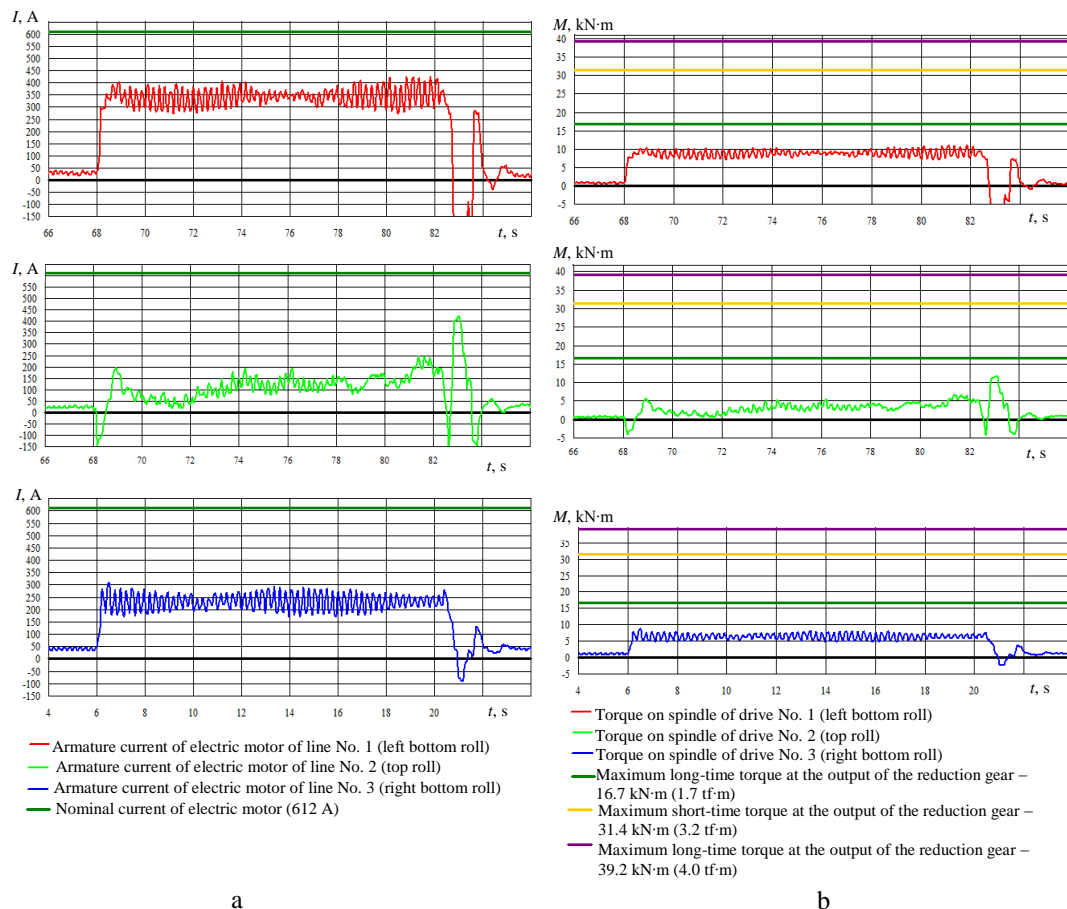 I, A
600
550
500
450
400
350
300
250
200
150
100
50
0
-50
-100
-150
66 68 70 72 74 76 78 80 82
t, s
I, A
550
500
450
400
350
300
250
200
150
100
50
0
-50
-100
-150
66 68 70 72 74 76 78 80 82
t, s
I, A
600
550
500
450
400
350
300
250
200
150
100
50
0
-50
-100
-150
4 6 8 10 12 14 16 18 20
t, s
Armature current of electric motor of line No. 1 (left bottom roll)
Armature current of electric motor of line No. 2 (top roll)
Armature current of electric motor of line No. 3 (right bottom roll)
Nominal current of electric motor (612 A)
a
M, kN·m
40
35
30
25
20
15
10
5
0
-5
66 68 70 72 74 76 78 80 82
t, s
M, kN·m
40
35
30
25
20
15
10
5
0
-5
66 68 70 72 74 76 78 80 82
t, s
M, kN·m
35
30
25
20
15
10
5
0
-5
4 6 8 10 12 14 16 18 20
t, s
Torque on spindle of drive No. 1 (left bottom roll)
Torque on spindle of drive No. 2 (top roll)
Torque on spindle of drive No. 3 (right bottom roll)
Maximum long-time torque at the output of the reduction gear –
16.7 kN·m (1.7 tf·m)
Maximum short-time torque at the output of the reduction gear –
31.4 kN·m (3.2 tf·m)
Maximum long-time torque at the output of the reduction gear –
39.2 kN·m (4.0 tf·m)
b